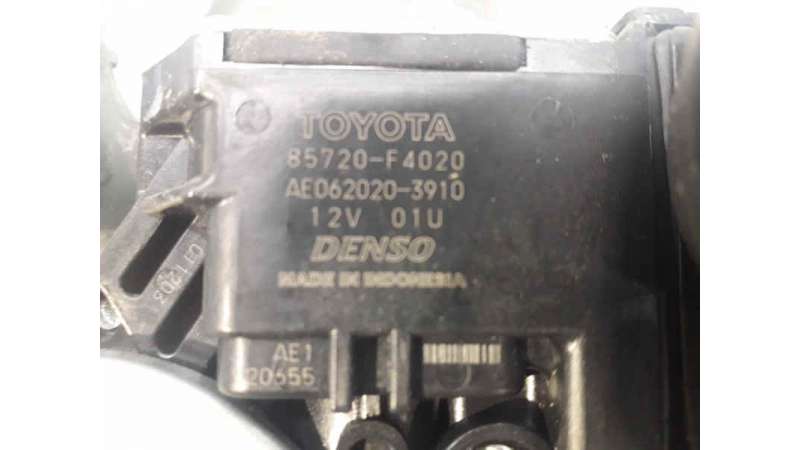 TOYOTA
85720-F4020
AE062020-3910
12V 01U
DENSO
MADE IN INDONESIA
AE1
20655